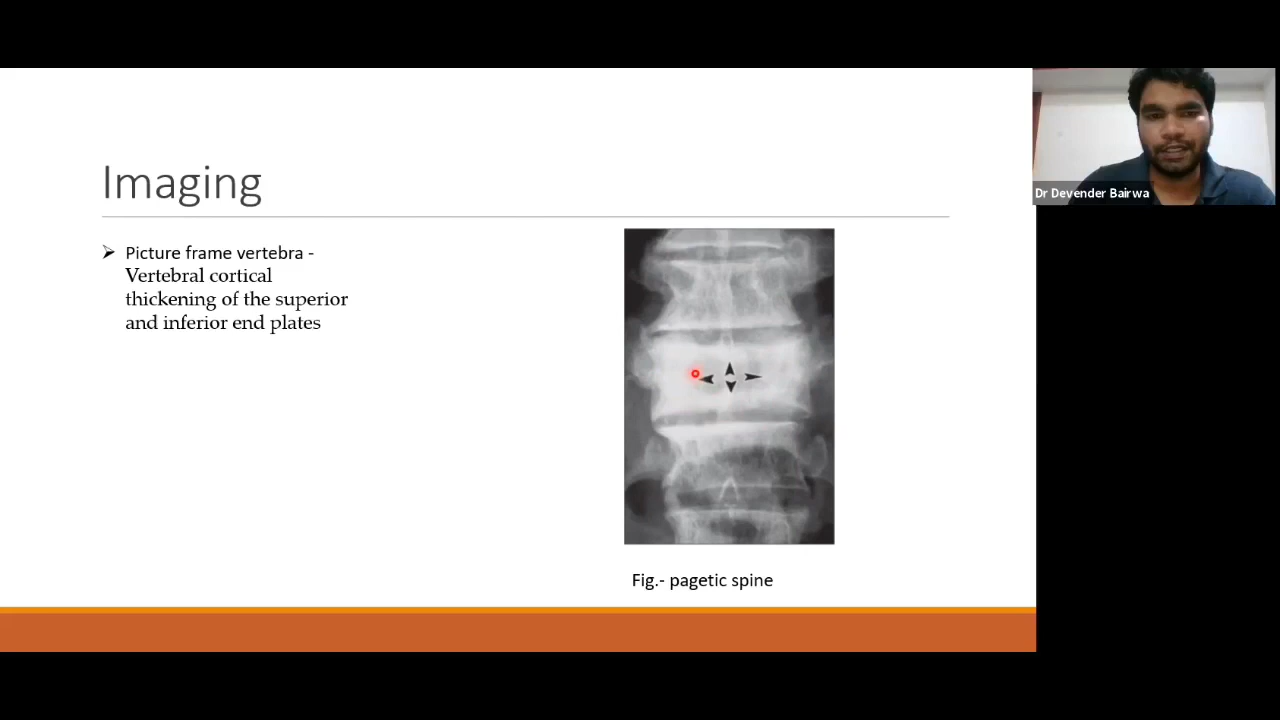 Imaging
Picture frame vertebra -
Vertebral cortical
thickening of the superior
and inferior end plates
Fig.- pagetic spine
Dr Devender Bairwa